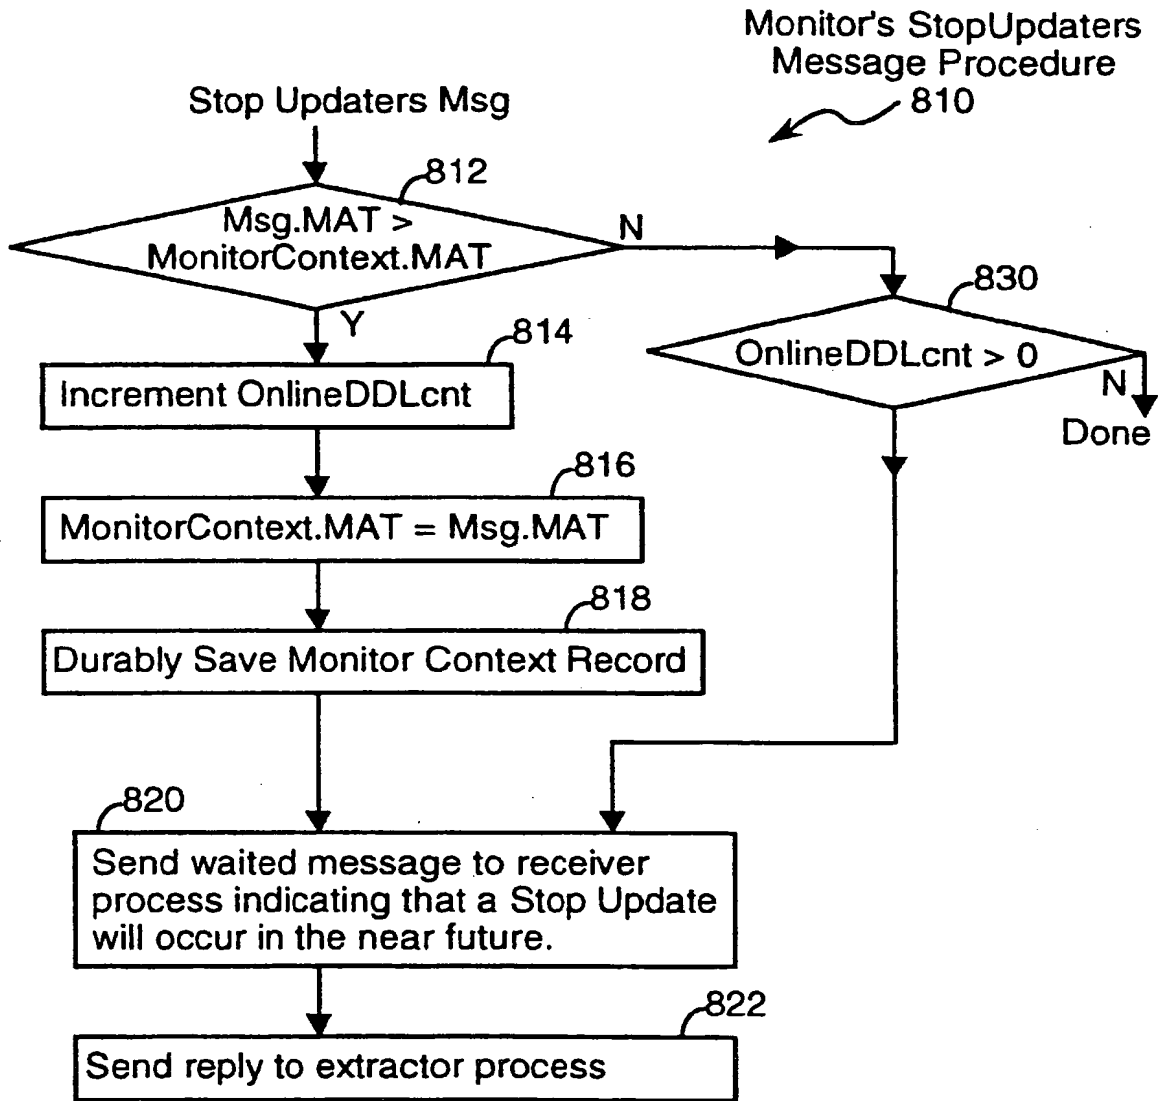 Monitor's StopUpdaters
Message Procedure
810
Stop Updaters Msg
812
Msg.MAT >
MonitorContext.MAT
N
Y
830
OnlineDDLcnt > 0
N
Done
814
Increment OnlineDDLcnt
816
MonitorContext.MAT = Msg.MAT
818
Durably Save Monitor Context Record
820
Send waited message to receiver
process indicating that a Stop Update
will occur in the near future.
822
Send reply to extractor process